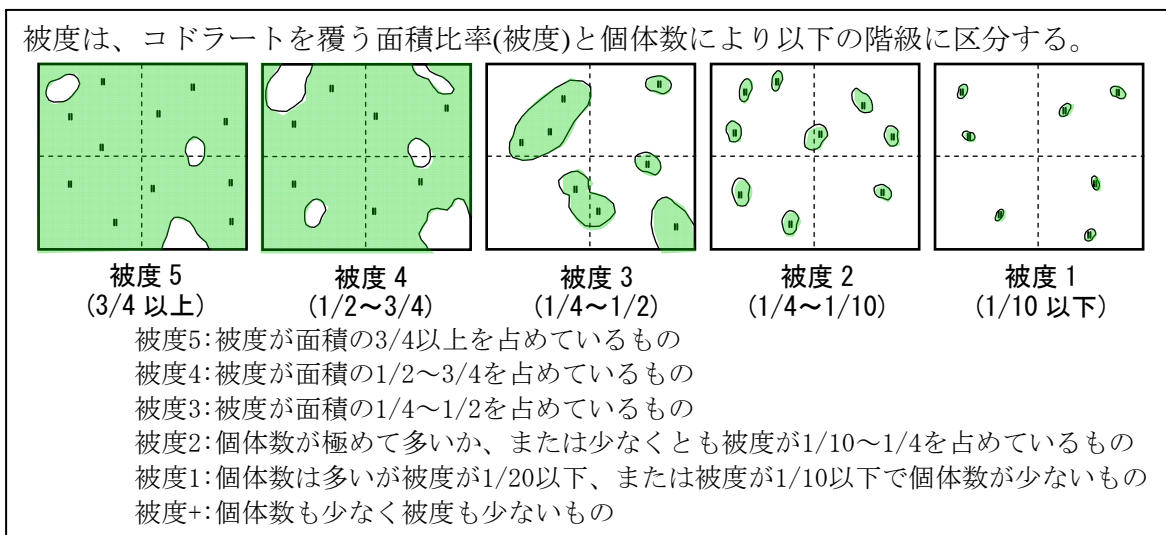 被度は、コドラートを覆う面積比率(被度)と個体数により以下の階級に区分する。
被度 5
(3/4 以上)
被度 4
(1/2～3/4)
被度 3
(1/4～1/2)
被度 2
(1/4～1/10)
被度 1
(1/10 以下)
被度5:被度が面積の3/4以上を占めているもの
被度4:被度が面積の1/2～3/4を占めているもの
被度3:被度が面積の1/4～1/2を占めているもの
被度2:個体数が極めて多いか、または少なくとも被度が1/10～1/4を占めているもの
被度1:個体数は多いが被度が1/20以下、または被度が1/10以下で個体数が少ないもの
被度+:個体数も少なく被度も少ないもの